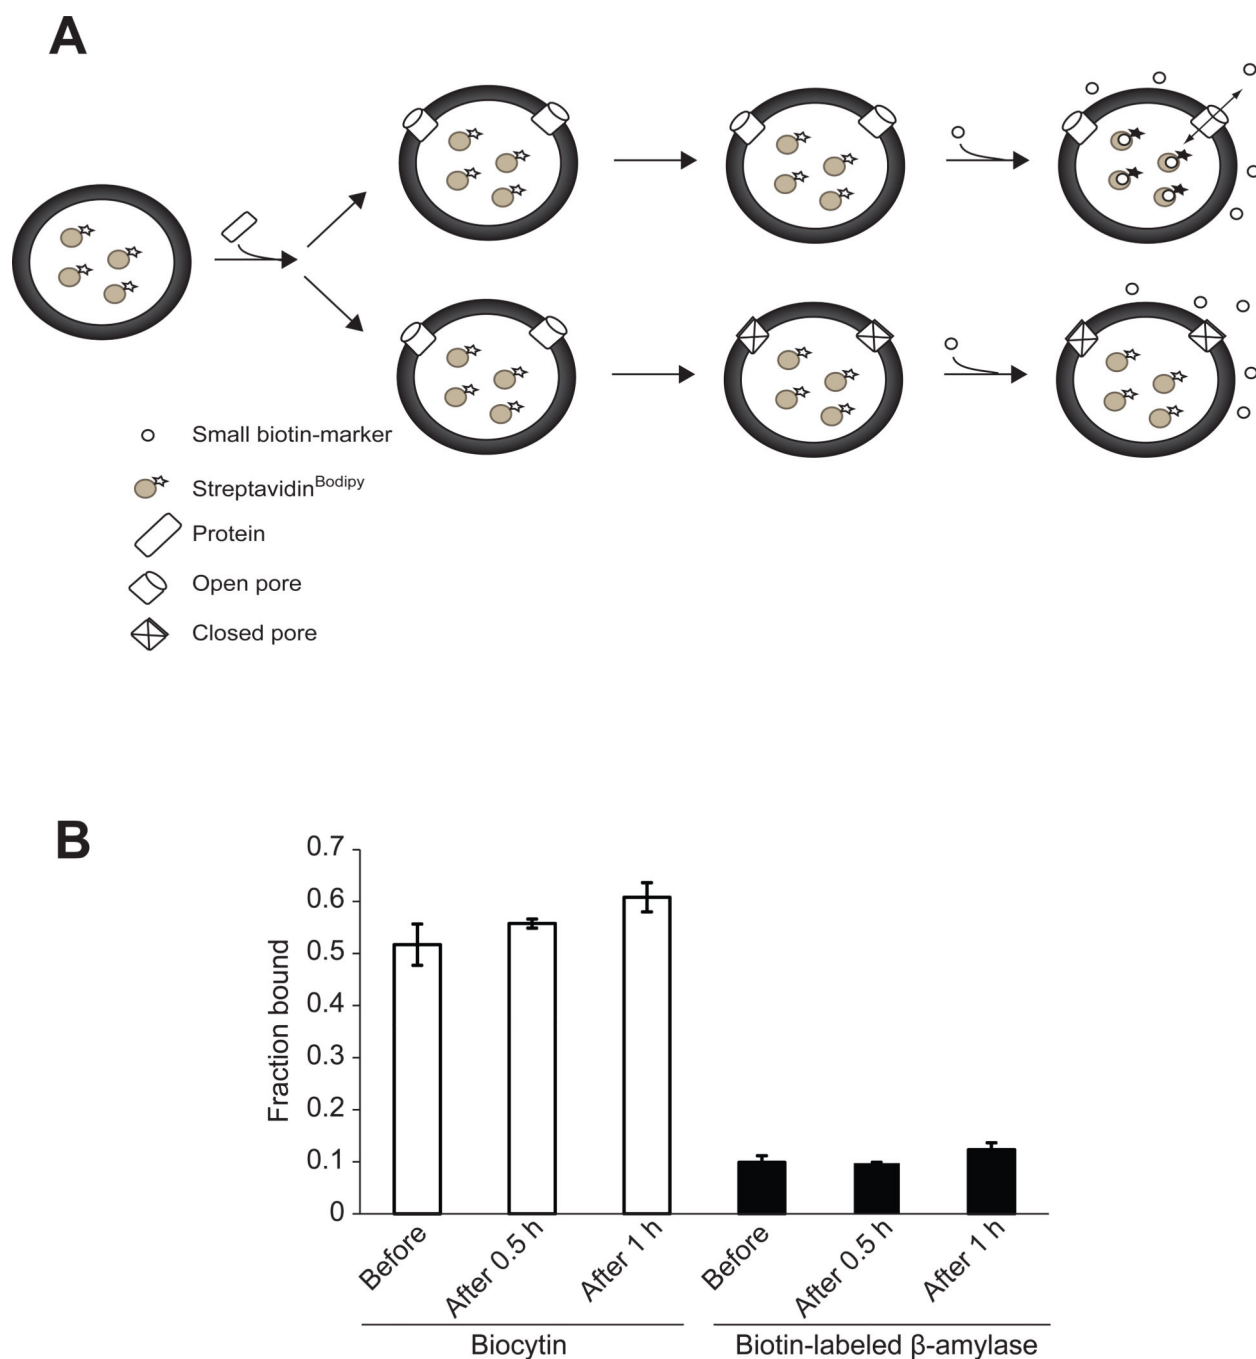 A
Small biotin-marker
Streptavidin^Bodipy
Protein
Open pore
Closed pore
B
Fraction bound
0.7
0.6
0.5
0.4
0.3
0.2
0.1
0
Before
After 0.5 h
After 1 h
Before
After 0.5 h
After 1 h
Biocytin
Biotin-labeled β-amylase